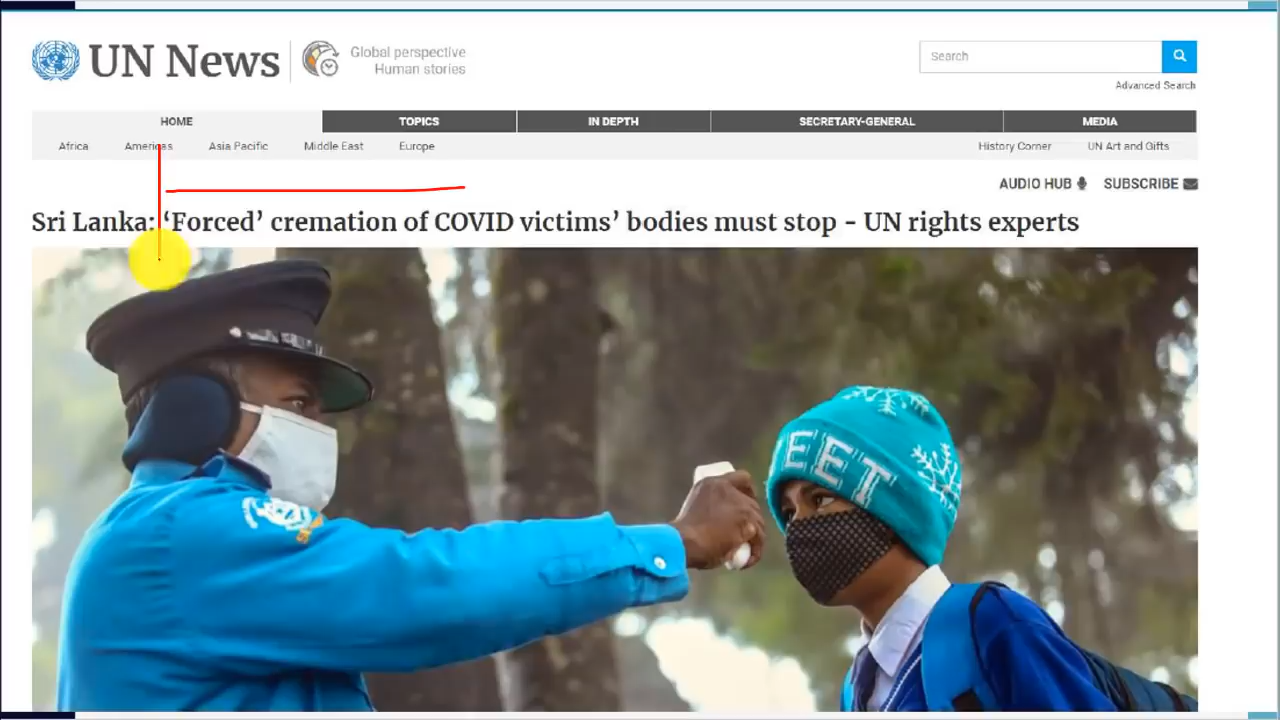 UN News
Global perspective
Human stories
Search
Advanced Search
HOME
TOPICS
IN DEPTH
SECRETARY-GENERAL
MEDIA
Africa
Americas
Asia Pacific
Middle East
Europe
History Corner
UN Art and Gifts
AUDIO HUB
SUBSCRIBE
Sri Lanka: ‘Forced’ cremation of COVID victims’ bodies must stop - UN rights experts
EET